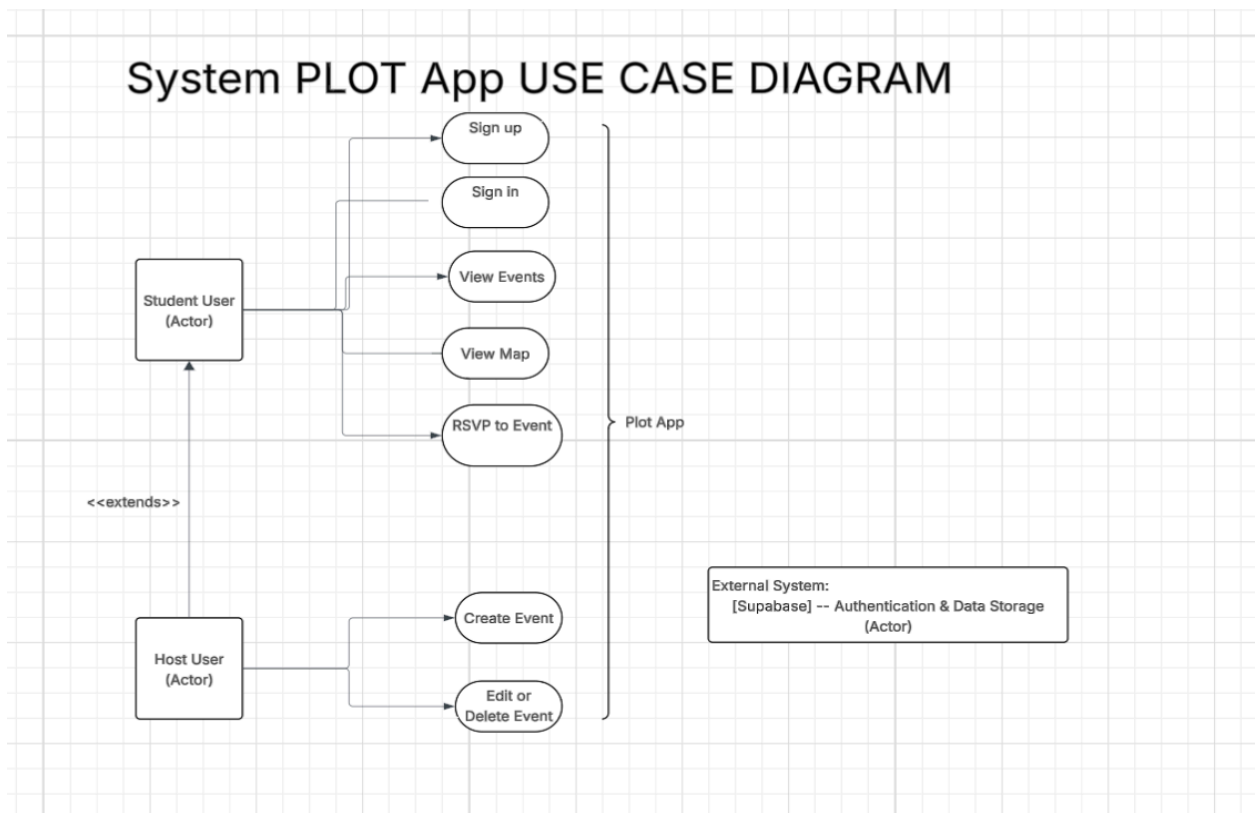 System PLOT App USE CASE DIAGRAM
Sign up
Sign in
View Events
Student User
(Actor)
View Map
RSVP to Event
Plot App
<<extends>>
External System:
[Supabase] -- Authentication & Data Storage
(Actor)
Create Event
Host User
(Actor)
Edit or
Delete Event